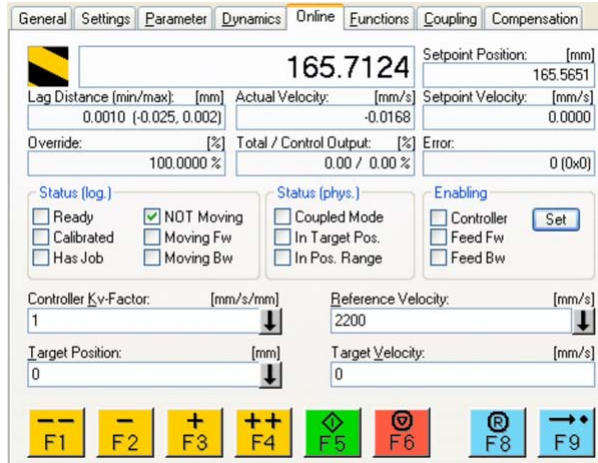 General Settings Parameter Dynamics Online Functions Coupling Compensation
165.7124
Setpoint Position: [mm]
165.5651
Lag Distance (min/max): [mm] Actual Velocity: [mm/s] Setpoint Velocity: [mm/s]
0.0010 (-0.025, 0.002) -0.0168 0.0000
Override: [%] Total / Control Output: [%] Error:
100.0000 % 0.00 / 0.00 % 0 (0x0)
Status (log.) Status (phys.) Enabling
Ready NOT Moving Coupled Mode Controller Set
Calibrated Moving Fw In Target Pos. Feed Fw
Has Job Moving Bw In Pos. Range Feed Bw
Controller Kv-Factor: [mm/s/mm] Reference Velocity: [mm/s]
1 2200
Target Position: [mm] Target Velocity: [mm/s]
0 0
-- - + ++ R
F1 F2 F3 F4 F5 F6 F8 F9